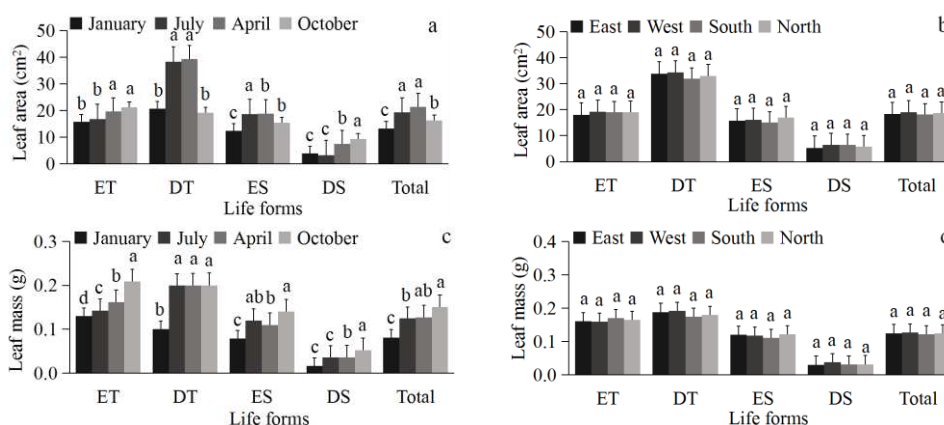 January July April October a
Leaf area (cm²)
50
40
30
20
10
0
b b a a b a a b c a a b c c b a c a a b
ET DT ES DS Total
Life forms
East West South North b
Leaf area (cm²)
50
40
30
20
10
0
a a a a a a a a a a a a a a a a a a a a
ET DT ES DS Total
Life forms
January July April October c
Leaf mass (g)
0.3
0.2
0.1
0.0
d c b a b a a a c ab b a c c b a c b ab a
ET DT ES DS Total
Life forms
East West South North
Leaf mass (g)
0.4
0.3
0.2
0.1
0.0
a a a a a a a a a a a a a a a a a a a a
ET DT ES DS Total
Life forms